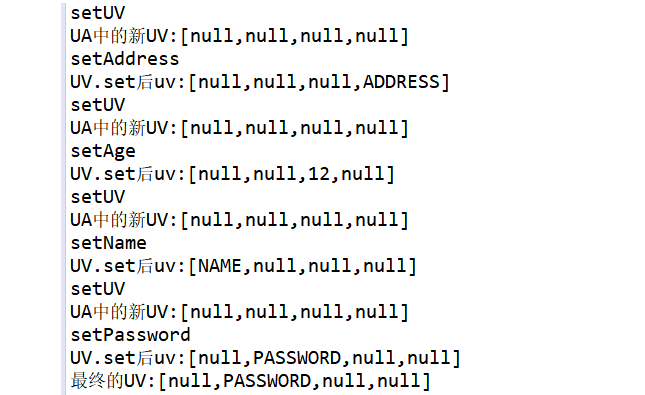 setUV
UA中的新UV:[null,null,null,null]
setAddress
UV.set后uv:[null,null,null,ADDRESS]
setUV
UA中的新UV:[null,null,null,null]
setAge
UV.set后uv:[null,null,12,null]
setUV
UA中的新UV:[null,null,null,null]
setName
UV.set后uv:[NAME,null,null,null]
setUV
UA中的新UV:[null,null,null,null]
setPassword
UV.set后uv:[null,PASSWORD,null,null]
最终的UV:[null,PASSWORD,null,null]